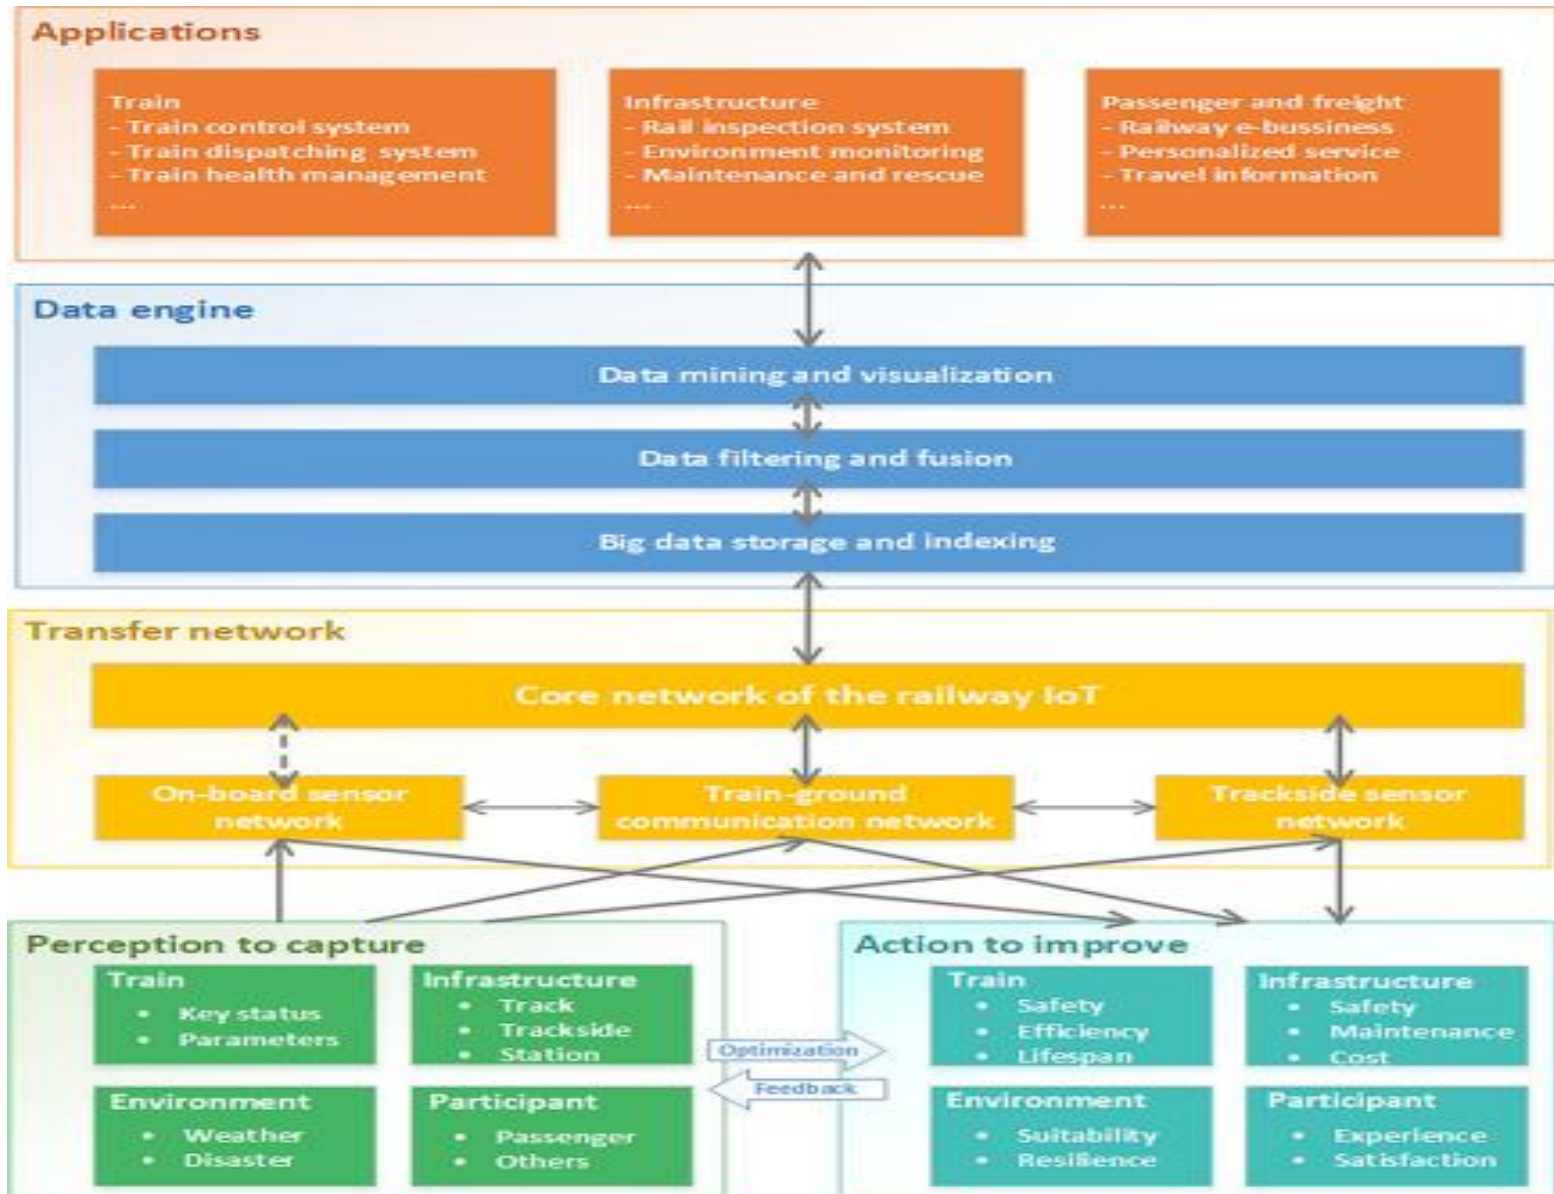 Applications
Train
- Train control system
- Train dispatching system
- Train health management
...
Infrastructure
- Rail inspection system
- Environment monitoring
- Maintenance and rescue
...
Passenger and freight
- Railway e-bussiness
- Personalized service
- Travel information
...
Data engine
Data mining and visualization
Data filtering and fusion
Big data storage and indexing
Transfer network
Core network of the railway IoT
On-board sensor
network
Train-ground
communication network
Trackside sensor
network
Perception to capture
Train
• Key status
• Parameters
Infrastructure
• Track
• Trackside
• Station
Environment
• Weather
• Disaster
Participant
• Passenger
• Others
Optimization
Feedback
Action to improve
Train
• Safety
• Efficiency
• Lifespan
Infrastructure
• Safety
• Maintenance
• Cost
Environment
• Suitability
• Resilience
Participant
• Experience
• Satisfaction